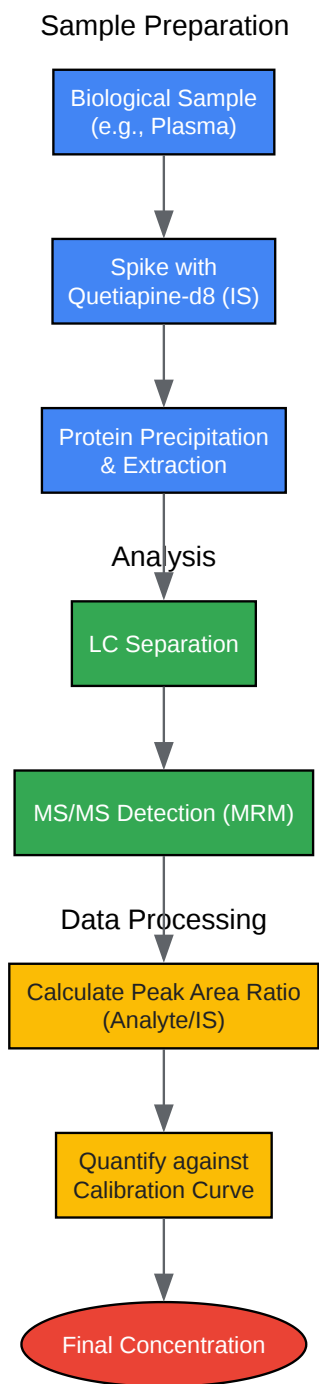 Sample Preparation
Biological Sample
(e.g., Plasma)
Spike with
Quetiapine-d8 (IS)
Protein Precipitation
& Extraction
Analysis
LC Separation
MS/MS Detection (MRM)
Data Processing
Calculate Peak Area Ratio
(Analyte/IS)
Quantify against
Calibration Curve
Final Concentration